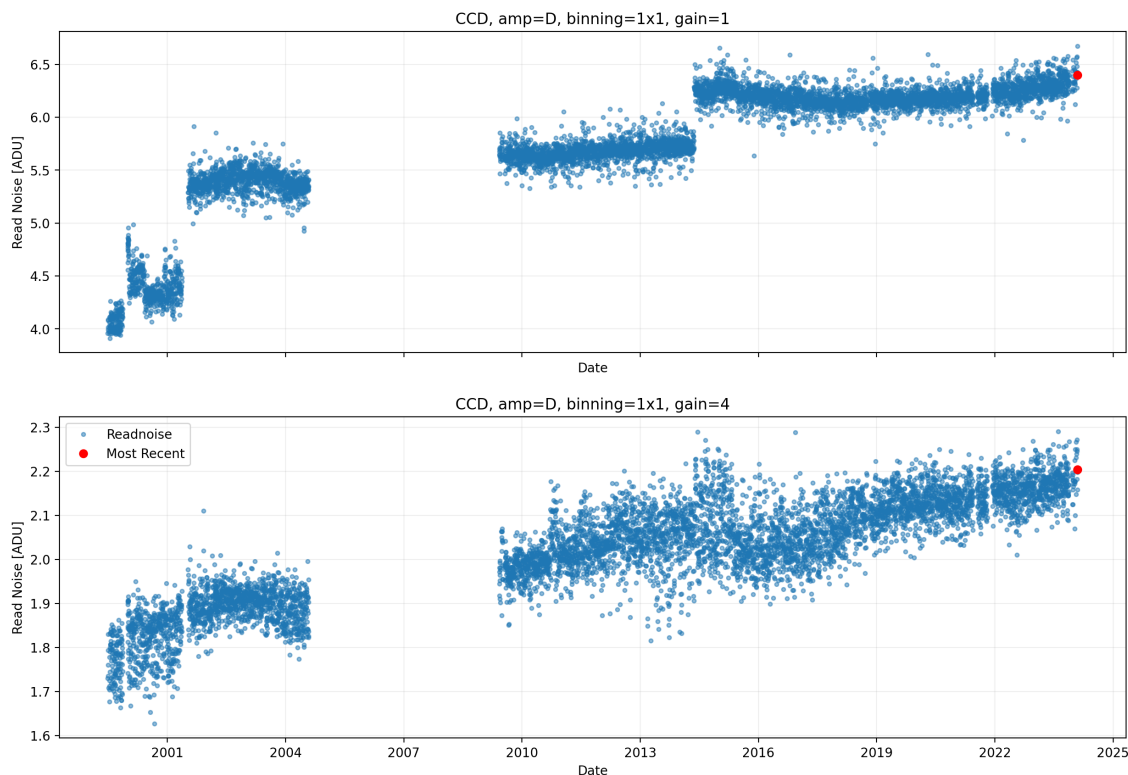 CCD, amp=D, binning=1x1, gain=1
Read Noise [ADU]
6.5
6.0
5.5
5.0
4.5
4.0
Date
CCD, amp=D, binning=1x1, gain=4
Read Noise [ADU]
2.3
2.2
2.1
2.0
1.9
1.8
1.7
1.6
Readnoise
Most Recent
2001 2004 2007 2010 2013 2016 2019 2022 2025
Date